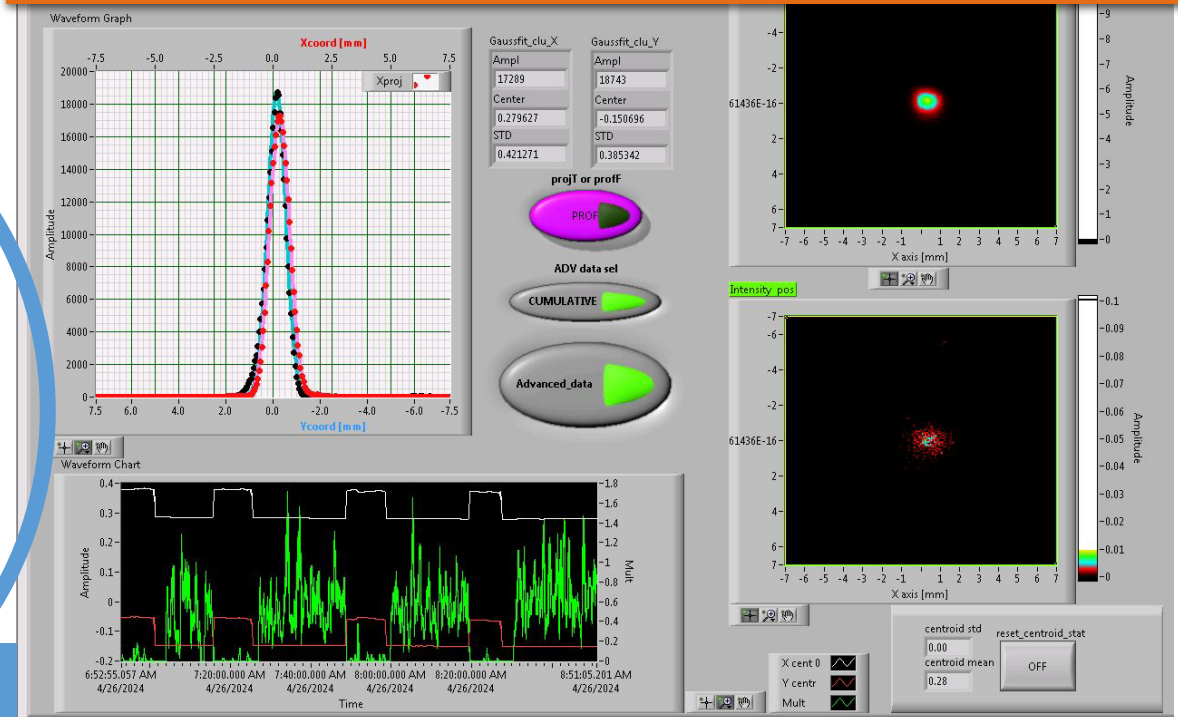 Waveform Graph
Xcoord [mm]
-7.5 -5.0 -2.5 0.0 2.5 5.0 7.5
Xproj
20000
18000
16000
14000
12000
10000
8000
6000
4000
2000
0
Amplitude
7.5 6.0 4.0 2.0 0.0 -2.0 -4.0 -6.0 -7.5
Ycoord [mm]
Gaussfit_clu_X Gaussfit_clu_Y
Ampl Ampl
17289 18743
Center Center
0.279627 -0.150696
STD STD
0.421271 0.385342
projT or profF
PROF
ADV data sel
CUMULATIVE
Advanced_data
-4
-2
61436E-16
2
4
6
7
-7 -6 -5 -4 -3 -2 -1 1 2 3 4 5 6 7
X axis [mm]
-9
-8
-7
-6
-5
-4
-3
-2
-1
-0
Amplitude
Intensity pos
-7
-6
-4
-2
61436E-16
2
4
6
7
-7 -6 -5 -4 -3 -2 -1 1 2 3 4 5 6 7
X axis [mm]
-0.1
-0.09
-0.08
-0.07
-0.06
-0.05
-0.04
-0.03
-0.02
-0.01
-0
Amplitude
Waveform Chart
0.4
0.3
0.2
0.1
0
-0.1
-0.2
Amplitude
-1.8
-1.6
-1.4
-1.2
-1
-0.8
-0.6
-0.4
-0.2
-0
Mult
6:52:55.057 AM 7:20:00.000 AM 7:40:00.000 AM 8:00:00.000 AM 8:20:00.000 AM 8:51:05.201 AM
4/26/2024 4/26/2024 4/26/2024 4/26/2024 4/26/2024 4/26/2024
Time
X cent 0
Y centr
Mult
centroid std
0.00
centroid mean
0.28
reset_centroid_stat
OFF